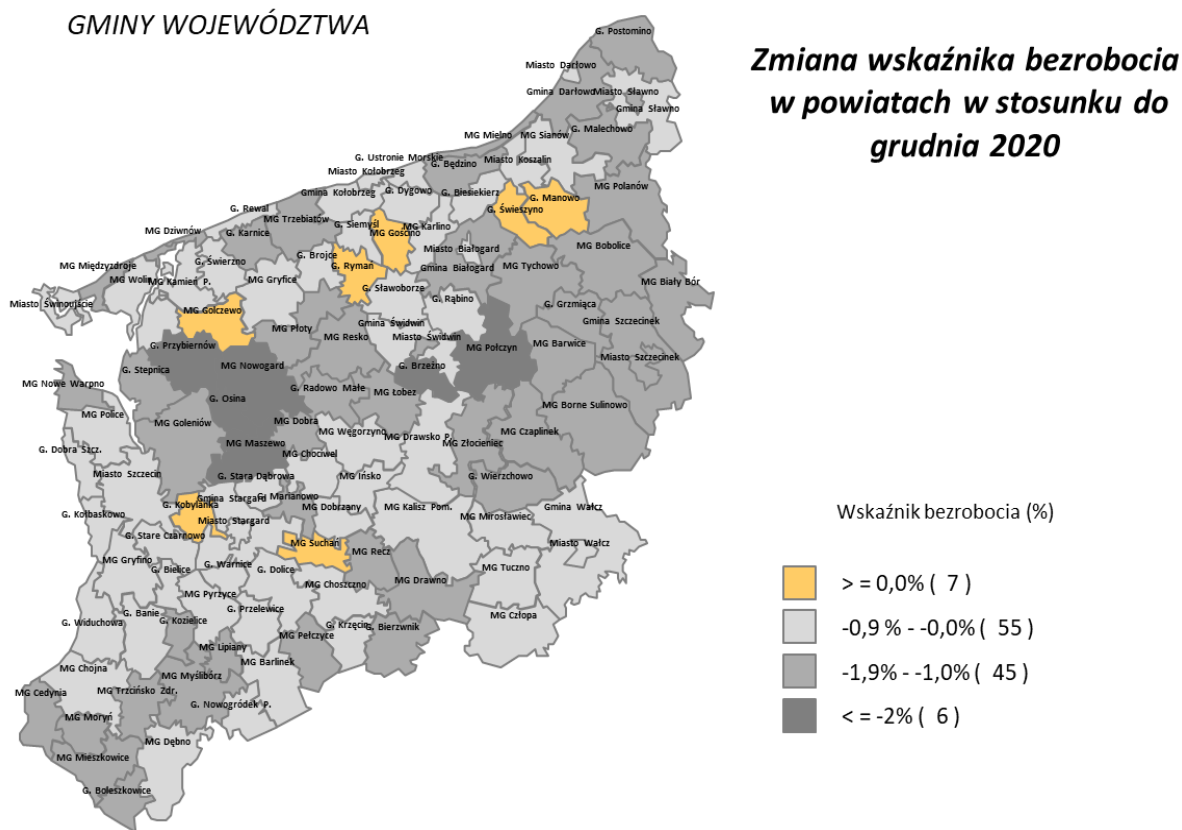 GMINY WOJEWÓDZTWA
Zmiana wskaźnika bezrobocia
w powiatach w stosunku do
grudnia 2020
G. Postomino
Miasto Darłowo
Gmina Darłowo
Miasto Sławno
Gmina Sławno
G. Malechowo
MG Mielno
MG Sianów
G. Ustronie Morskie
G. Będzino
Miasto Koszalin
Miasto Kołobrzeg
Gmina Kołobrzeg
G. Dygowo
G. Biesiekierz
G. Manowo
MG Polanów
G. Świeszyno
G. Rewal
MG Trzebiatów
G. Siemyśl
MG Gościno
MG Karlino
MG Dziwnów
G. Karnice
Miasto Białogard
MG Bobolice
G. Brojce
G. Rymań
Gmina Białogard
MG Tychowo
MG Międzyzdroje
G. Świerzno
MG Wolin
MG Kamień P.
MG Gryfice
G. Sławoborze
G. Rąbino
MG Biały Bór
Miasto Świnoujście
MG Golczewo
G. Grzmiąca
Gmina Szczecinek
MG Płoty
Gmina Świdwin
MG Resko
Miasto Świdwin
G. Przybiernów
MG Połczyn
MG Barwice
Miasto Szczecinek
G. Stepnica
MG Nowogard
G. Brzeżno
MG Nowe Warpno
G. Radowo Małe
MG Łobez
G. Osina
MG Borne Sulinowo
MG Police
MG Goleniów
MG Dobra
MG Węgorzyno
MG Drawsko P.
MG Czaplinek
MG Maszewo
MG Złocieniec
G. Dobra Szcz.
MG Chociwel
Miasto Szczecin
G. Stara Dąbrowa
MG Ińsko
G. Wierzchowo
G. Kobylanka
Gmina Stargard
G. Marianowo
MG Dobrzany
MG Kalisz Pom.
Gmina Wałcz
G. Kołbaskowo
Miasto Stargard
MG Mirosławiec
G. Stare Czarnowo
MG Suchań
MG Recz
Miasto Wałcz
MG Gryfino
G. Bielice
G. Warnice
G. Dolice
MG Tuczno
MG Choszczno
MG Drawno
MG Pyrzyce
G. Banie
G. Przelewice
MG Człopa
G. Widuchowa
G. Kozielice
G. Krzęcin
G. Bierzwnik
MG Pełczyce
MG Lipiany
MG Chojna
MG Barlinek
MG Myślibórz
MG Cedynia
MG Trzcińsko Zdr.
G. Nowogródek P.
MG Moryń
MG Dębno
MG Mieszkowice
G. Boleszkowice
Wskaźnik bezrobocia (%)
> = 0,0% ( 7 )
-0,9 % - -0,0% ( 55 )
-1,9% - -1,0% ( 45 )
< = -2% ( 6 )